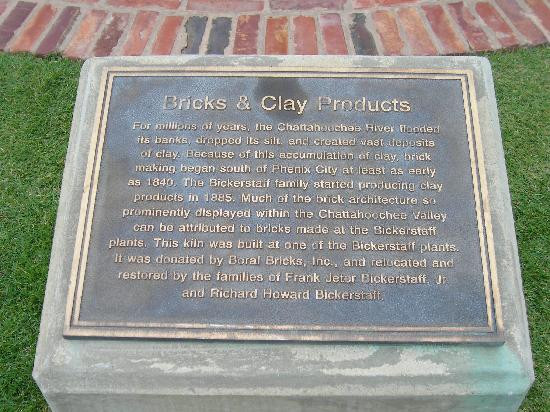 Bricks & Clay Products
For millions of years, the Chattahoochee River flooded
its banks, dropped its silt, and created vast deposits
of clay. Because of this accumulation of clay, brick
making began south of Phenix City at least as early
as 1840. The Bickerstaff family started producing clay
products in 1885. Much of the brick architecture so
prominently displayed within the Chattahoochee Valley
can be attributed to bricks made at the Bickerstaff
plants. This kiln was built at one of the Bickerstaff plants.
It was donated by Boral Bricks, Inc., and relocated and
restored by the families of Frank Jeter Bickerstaff, Jr.
and Richard Howard Bickerstaff.